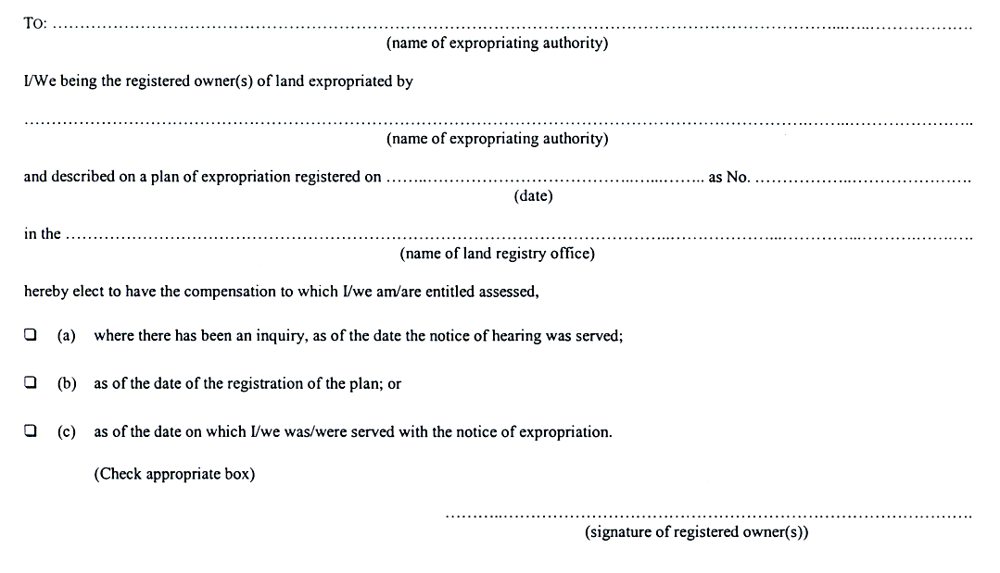 To: ....................
(name of expropriating authority)
I/We being the registered owner(s) of land expropriated by
....................
(name of expropriating authority)
and described on a plan of expropriation registered on .................... as No. ....................
(date)
in the ....................
(name of land registry office)
hereby elect to have the compensation to which I/we am/are entitled assessed,
❏ (a) where there has been an inquiry, as of the date the notice of hearing was served;
❏ (b) as of the date of the registration of the plan; or
❏ (c) as of the date on which I/we was/were served with the notice of expropriation.
(Check appropriate box)
....................
(signature of registered owner(s))